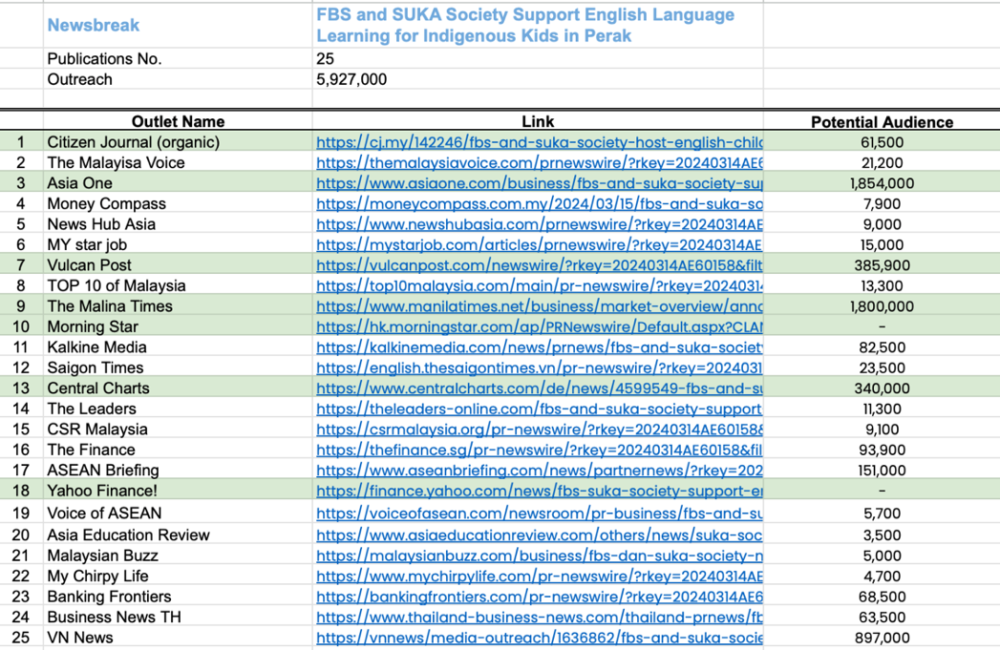 Newsbreak FBS and SUKA Society Support English Language
Learning for Indigenous Kids in Perak
Publications No. 25
Outreach 5,927,000
Outlet Name Link Potential Audience
1 Citizen Journal (organic) https://cj.my/142246/fbs-and-suka-society-host-english-chilc 61,500
2 The Malayisa Voice https://themalaysiavoice.com/prnewswire/?rkey=20240314AE6 21,200
3 Asia One https://www.asiaone.com/business/fbs-and-suka-society-su 1,854,000
4 Money Compass https://moneycompass.com.my/2024/03/15/fbs-and-suka-so 7,900
5 News Hub Asia https://www.newshubasia.com/prnewswire/?rkey=20240314AE 9,000
6 MY star job https://mystarjob.com/articles/prnewswire/?rkey=20240314AE 15,000
7 Vulcan Post https://vulcanpost.com/newswire/?rkey=20240314AE60158&filt 385,900
8 TOP 10 of Malaysia https://top10malaysia.com/main/pr-newswire/?rkey=2024031 13,300
9 The Malina Times https://www.manilatimes.net/business/market-overview/ann 1,800,000
10 Morning Star https://hk.morningstar.com/ap/PRNewswire/Default.aspx?CLA -
11 Kalkine Media https://kalkinemedia.com/news/prnews/fbs-and-suka-societ 82,500
12 Saigon Times https://english.thesaigontimes.vn/pr-newswire/?rkey=2024031 23,500
13 Central Charts https://www.centralcharts.com/de/news/4599549-fbs-and-s 340,000
14 The Leaders https://theleaders-online.com/fbs-and-suka-society-support 11,300
15 CSR Malaysia https://csrmalaysia.org/pr-newswire/?rkey=20240314AE60158& 9,100
16 The Finance https://thefinance.sg/pr-newswire/?rkey=20240314AE60158&fil 93,900
17 ASEAN Briefing https://www.aseanbriefing.com/news/partnernews/?rkey=202 151,000
18 Yahoo Finance! https://finance.yahoo.com/news/fbs-suka-society-support-e -
19 Voice of ASEAN https://voiceofasean.com/newsroom/pr-business/fbs-and-su 5,700
20 Asia Education Review https://www.asiaeducationreview.com/others/news/suka-soc 3,500
21 Malaysian Buzz https://malaysianbuzz.com/business/fbs-dan-suka-society-n 5,000
22 My Chirpy Life https://www.mychirpylife.com/pr-newswire/?rkey=20240314AE 4,700
23 Banking Frontiers https://bankingfrontiers.com/pr-newswire/?rkey=20240314AE6 68,500
24 Business News TH https://www.thailand-business-news.com/thailand-prnews/fb 63,500
25 VN News https://vnnews/media-outreach/1636862/fbs-and-suka-socie 897,000